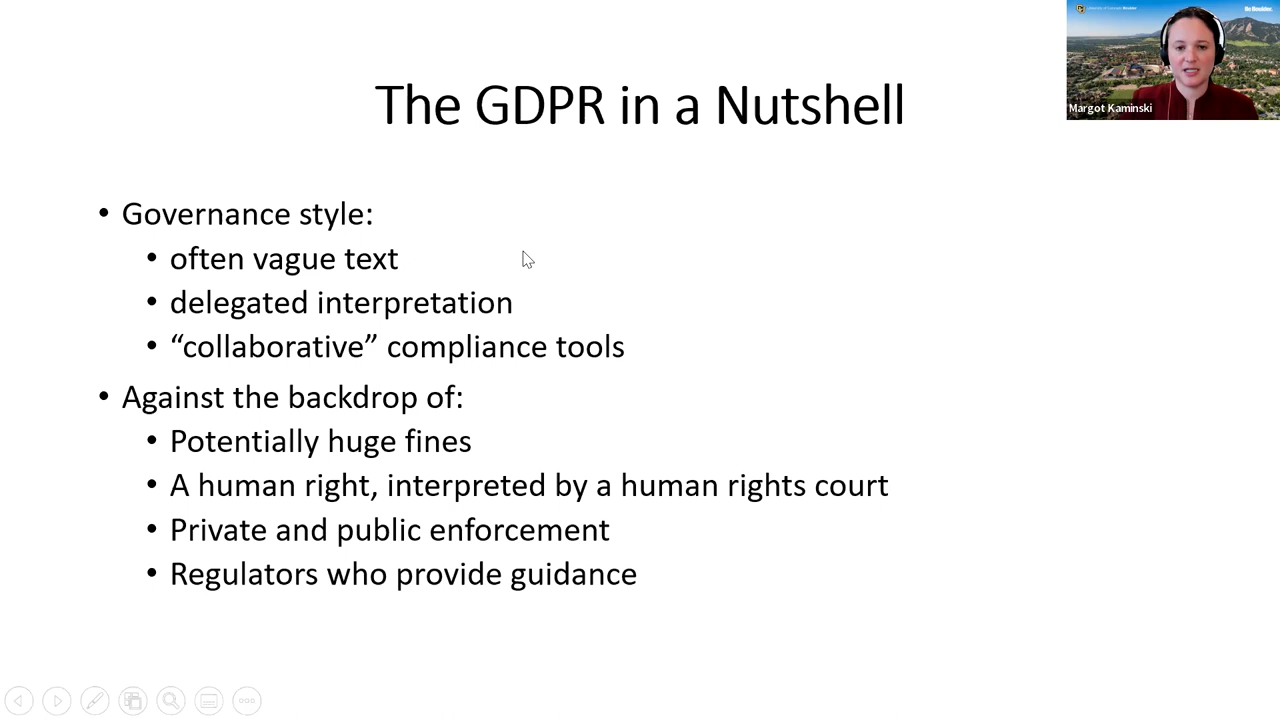 The GDPR in a Nutshell
Margot Kaminski
• Governance style:
• often vague text
• delegated interpretation
• “collaborative” compliance tools
• Against the backdrop of:
• Potentially huge fines
• A human right, interpreted by a human rights court
• Private and public enforcement
• Regulators who provide guidance